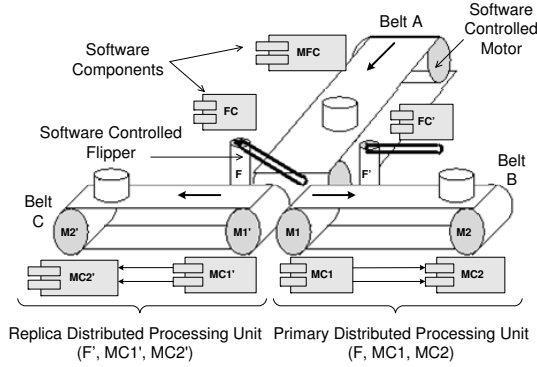 Belt A
Software
Controlled
Motor
Software
Components
MFC
FC
FC'
Software Controlled
Flipper
F
F'
Belt
B
Belt
C
M2'
M1'
M1
M2
MC2'
MC1'
MC1
MC2
Replica Distributed Processing Unit
(F', MC1', MC2')
Primary Distributed Processing Unit
(F, MC1, MC2)